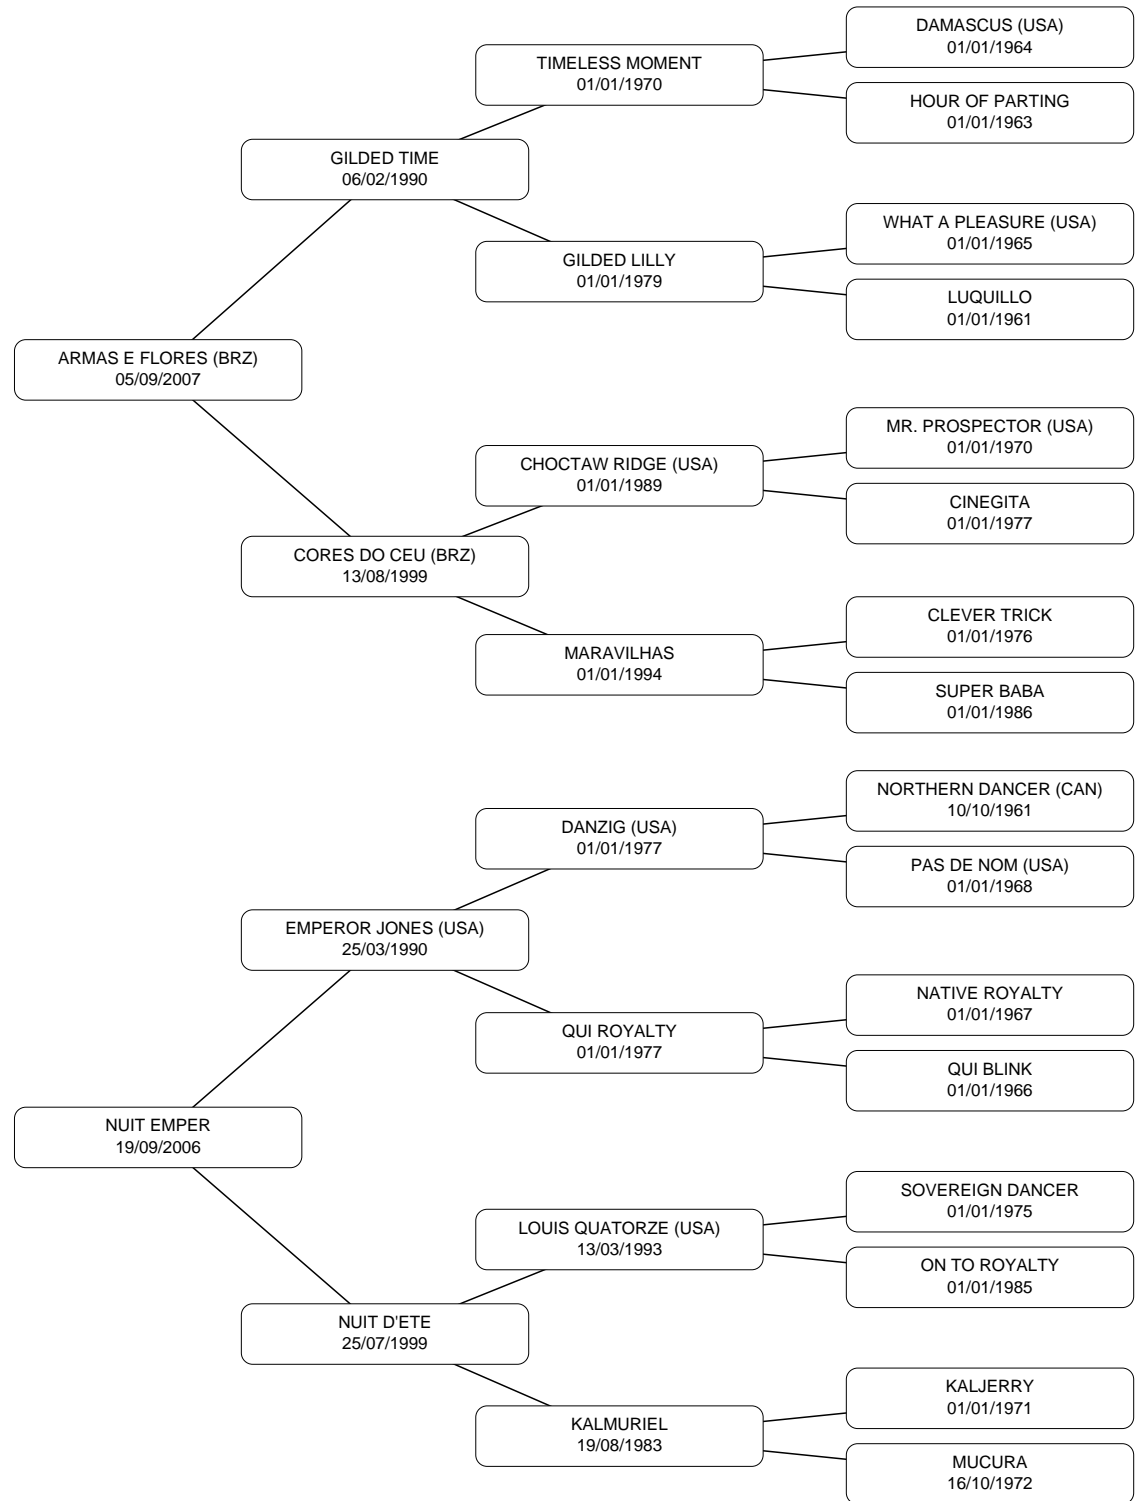 DAMASCUS (USA)
01/01/1964
TIMELESS MOMENT
01/01/1970
HOUR OF PARTING
01/01/1963
GILDED TIME
06/02/1990
WHAT A PLEASURE (USA)
01/01/1965
GILDED LILLY
01/01/1979
LUQUILLO
01/01/1961
ARMAS E FLORES (BRZ)
05/09/2007
MR. PROSPECTOR (USA)
01/01/1970
CHOCTAW RIDGE (USA)
01/01/1989
CINEGITA
01/01/1977
CORES DO CEU (BRZ)
13/08/1999
CLEVER TRICK
01/01/1976
MARAVILHAS
01/01/1994
SUPER BABA
01/01/1986
NORTHERN DANCER (CAN)
10/10/1961
DANZIG (USA)
01/01/1977
PAS DE NOM (USA)
01/01/1968
EMPEROR JONES (USA)
25/03/1990
NATIVE ROYALTY
01/01/1967
QUI ROYALTY
01/01/1977
QUI BLINK
01/01/1966
NUIT EMPER
19/09/2006
SOVEREIGN DANCER
01/01/1975
LOUIS QUATORZE (USA)
13/03/1993
ON TO ROYALTY
01/01/1985
NUIT D'ETE
25/07/1999
KALJERRY
01/01/1971
KALMURIEL
19/08/1983
MUCURA
16/10/1972